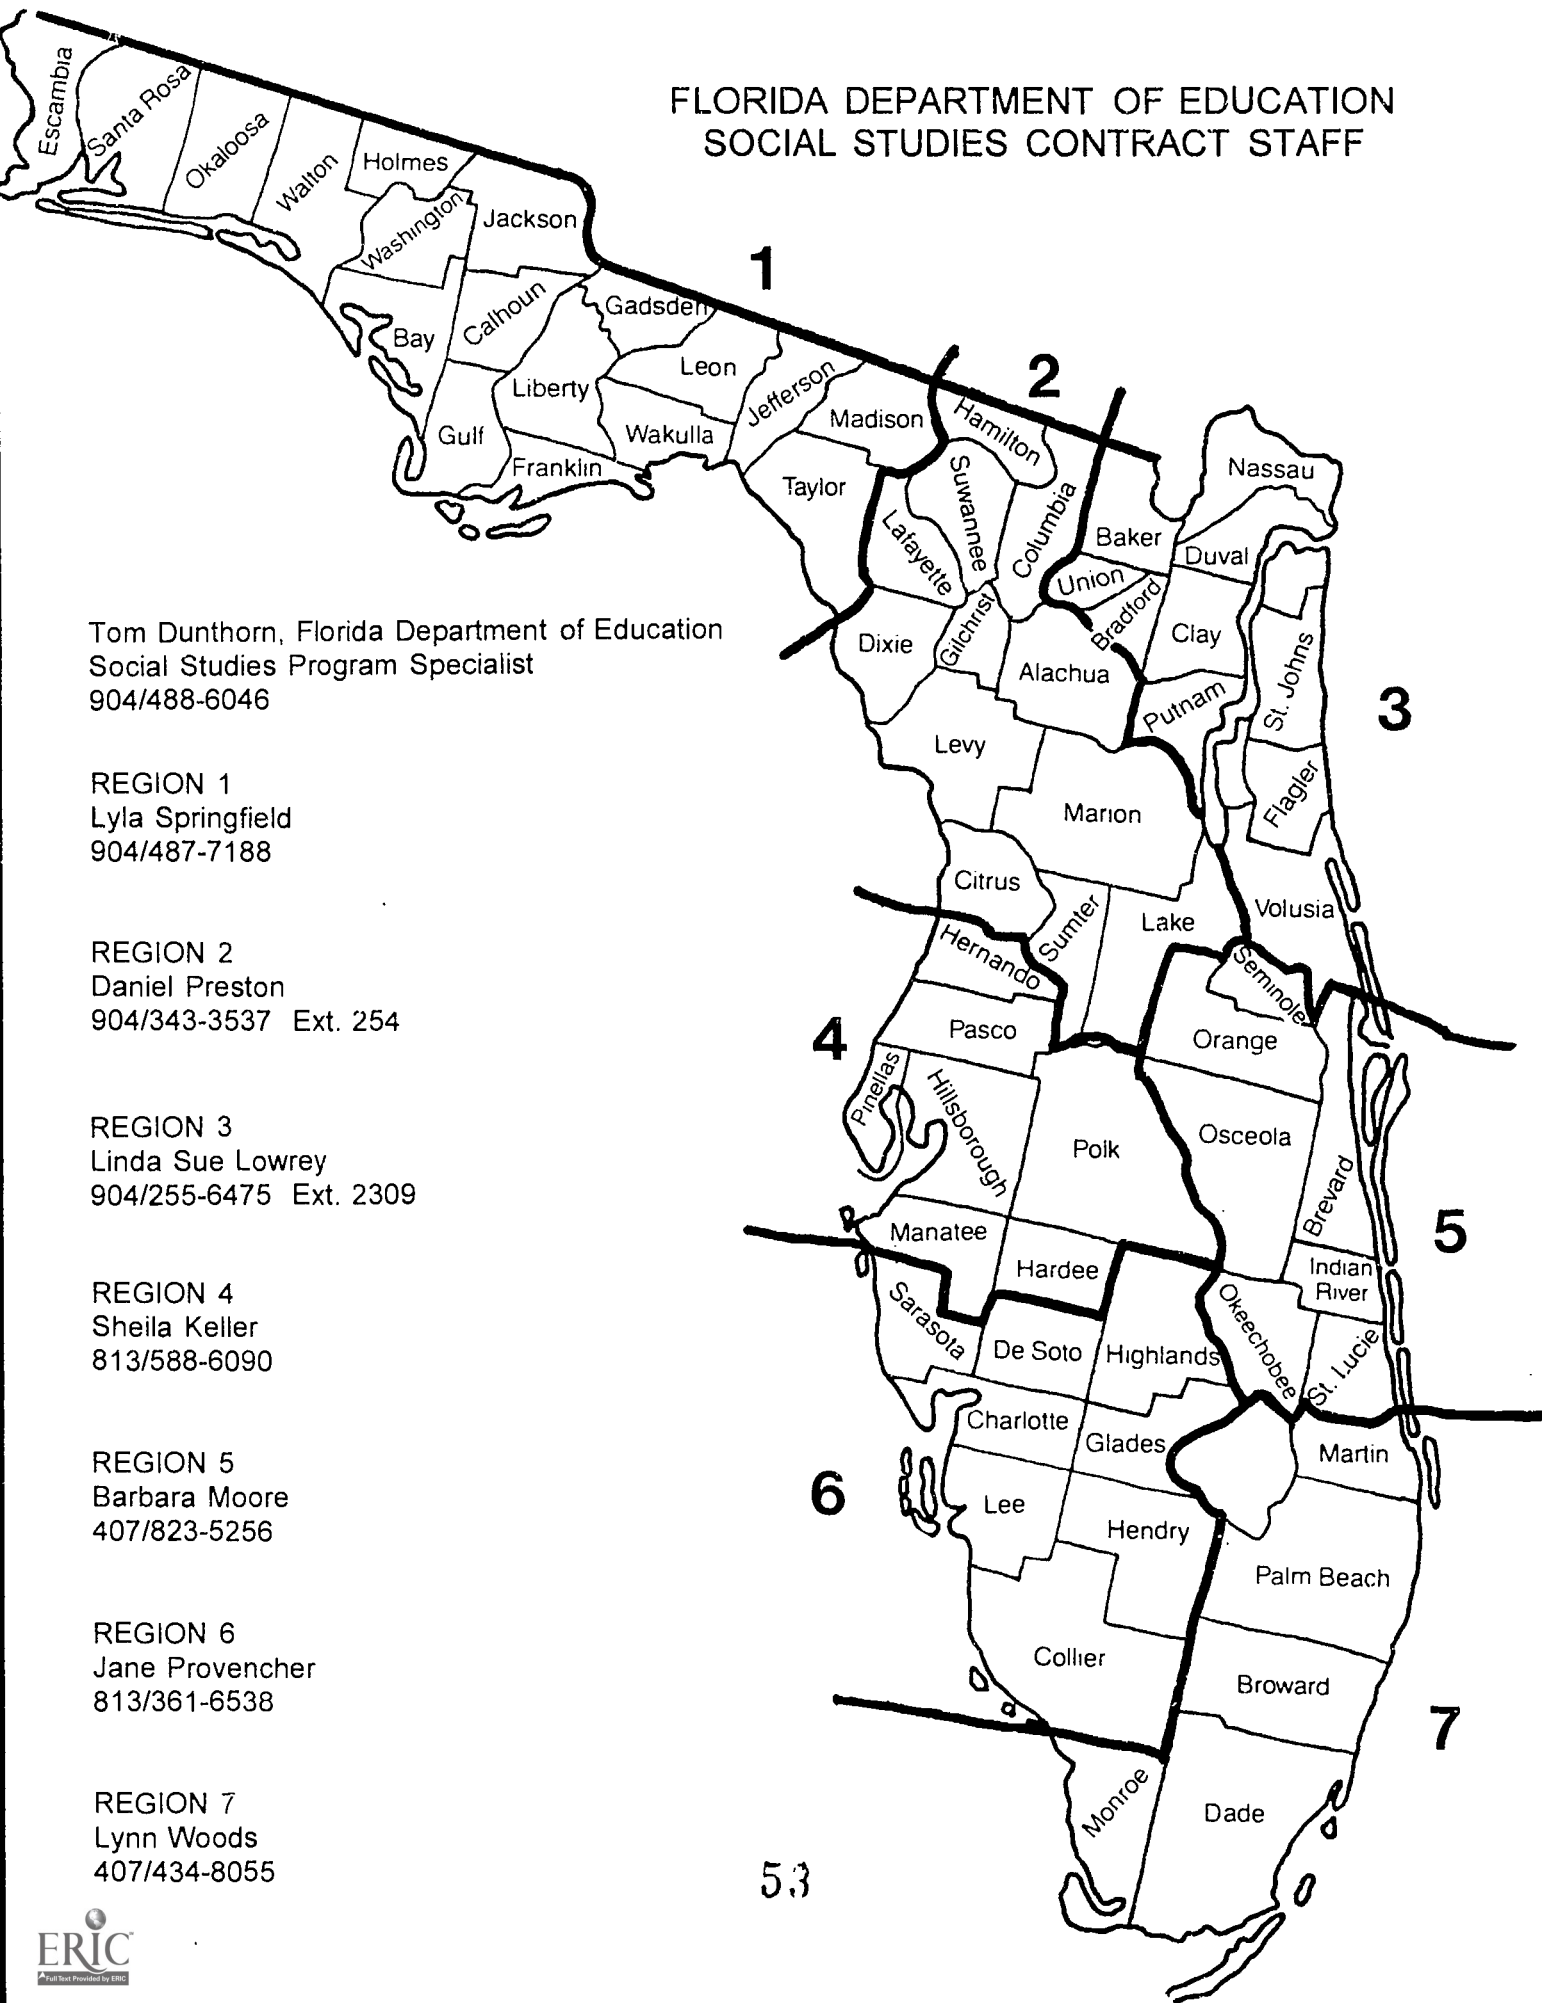 FLORIDA DEPARTMENT OF EDUCATION
SOCIAL STUDIES CONTRACT STAFF
Escambia
Santa Rosa
Okaloosa
Walton
Holmes
Washington
Jackson
1
Bay
Calhoun
Gadsden
Leon
Liberty
Gulf
Franklin
Wakulla
Jefferson
Madison
Taylor
2
Hamilton
Suwannee
Columbia
Lafayette
Baker
Nassau
Duval
Union
Bradford
Clay
Dixie
Gilchrist
Alachua
Putnam
St. Johns
3
Levy
Marion
Flagler
Citrus
Sumter
Lake
Volusia
Hernando
Seminole
4
Pasco
Orange
Pinellas
Hillsborough
Polk
Osceola
Brevard
5
Manatee
Hardee
Indian
River
Sarasota
De Soto
Highlands
Okeechobee
St. Lucie
Charlotte
Glades
Martin
6
Lee
Hendry
Palm Beach
Collier
Broward
7
Monroe
Dade
Tom Dunthorn, Florida Department of Education
Social Studies Program Specialist
904/488-6046
REGION 1
Lyla Springfield
904/487-7188
REGION 2
Daniel Preston
904/343-3537 Ext. 254
REGION 3
Linda Sue Lowrey
904/255-6475 Ext. 2309
REGION 4
Sheila Keller
813/588-6090
REGION 5
Barbara Moore
407/823-5256
REGION 6
Jane Provencher
813/361-6538
REGION 7
Lynn Woods
407/434-8055
53
ERIC
Full Text Provided by ERIC